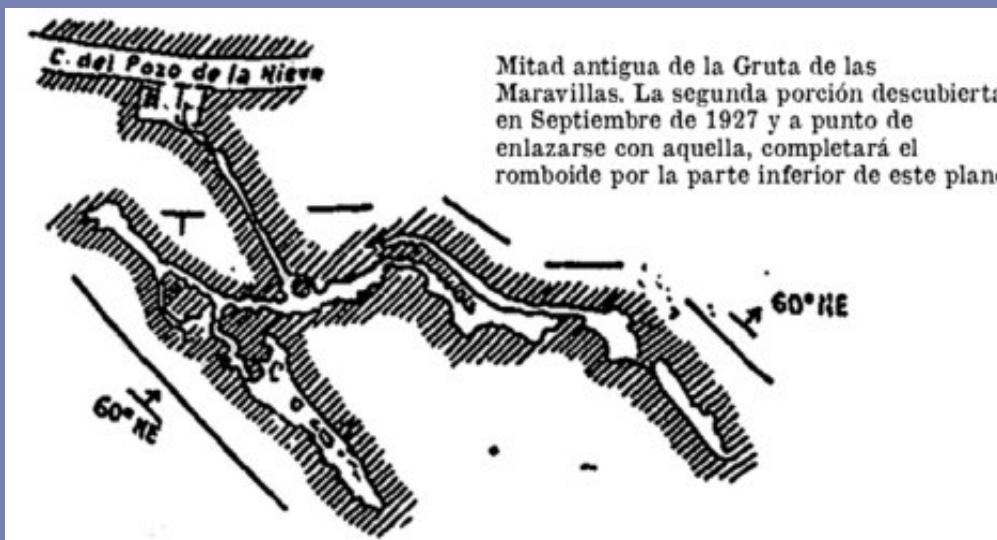 C. del Pozo de la Nieve
Mitad antigua de la Gruta de las
Maravillas. La segunda porción descubierta
en Septiembre de 1927 y a punto de
enlazarse con aquella, completará el
romboide por la parte inferior de este plano
60° NE
C
60° NE